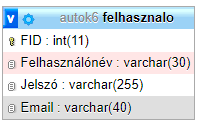 v autok6 felhasznalo
FID : int(11)
Felhasználónév : varchar(30)
Jelszó : varchar(255)
Email : varchar(40)